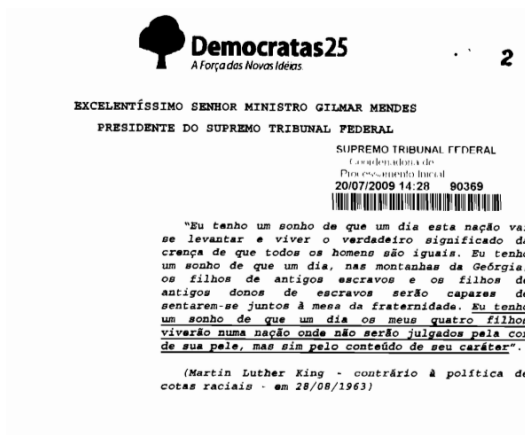 Democratas25
A Força das Novas Idéias
2
EXCELENTÍSSIMO SENHOR MINISTRO GILMAR MENDES
PRESIDENTE DO SUPREMO TRIBUNAL FEDERAL
SUPREMO TRIBUNAL FEDERAL
Coordenadoria de
Processamento Inicial
20/07/2009 14:28 90369
"Eu tenho um sonho de que um dia esta nação va
se levantar e viver o verdadeiro significado d
crença de que todos os homens são iguais. Eu tenh
um sonho de que um dia, nas montanhas da Geórgia
os filhos de antigos escravos e os filhos d
antigos donos de escravos serão capazes d
sentarem-se juntos à mesa da fraternidade. Eu tenh
um sonho de que um dia os meus quatro filho
viverão numa nação onde não serão julgados pela co
de sua pele, mas sim pelo conteúdo de seu caráter".
(Martin Luther King - contrário à política d
cotas raciais - em 28/08/1963)